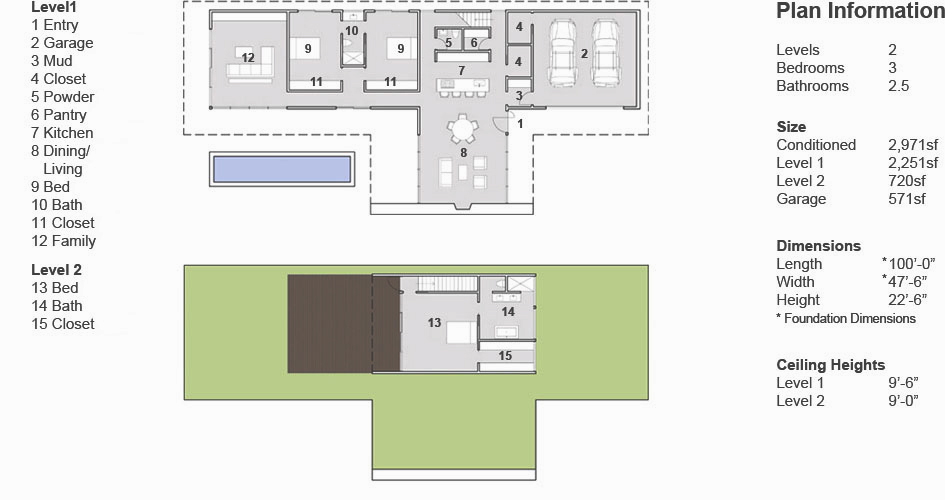 Level1
1 Entry
2 Garage
3 Mud
4 Closet
5 Powder
6 Pantry
7 Kitchen
8 Dining/
Living
9 Bed
10 Bath
11 Closet
12 Family
Level 2
13 Bed
14 Bath
15 Closet
12
9
10
9
11
11
5
6
7
4
4
3
2
1
8
13
14
15
Plan Information
Levels 2
Bedrooms 3
Bathrooms 2.5
Size
Conditioned 2,971sf
Level 1 2,251sf
Level 2 720sf
Garage 571sf
Dimensions
Length *100'-0"
Width *47'-6"
Height 22'-6"
* Foundation Dimensions
Ceiling Heights
Level 1 9'-6"
Level 2 9'-0"